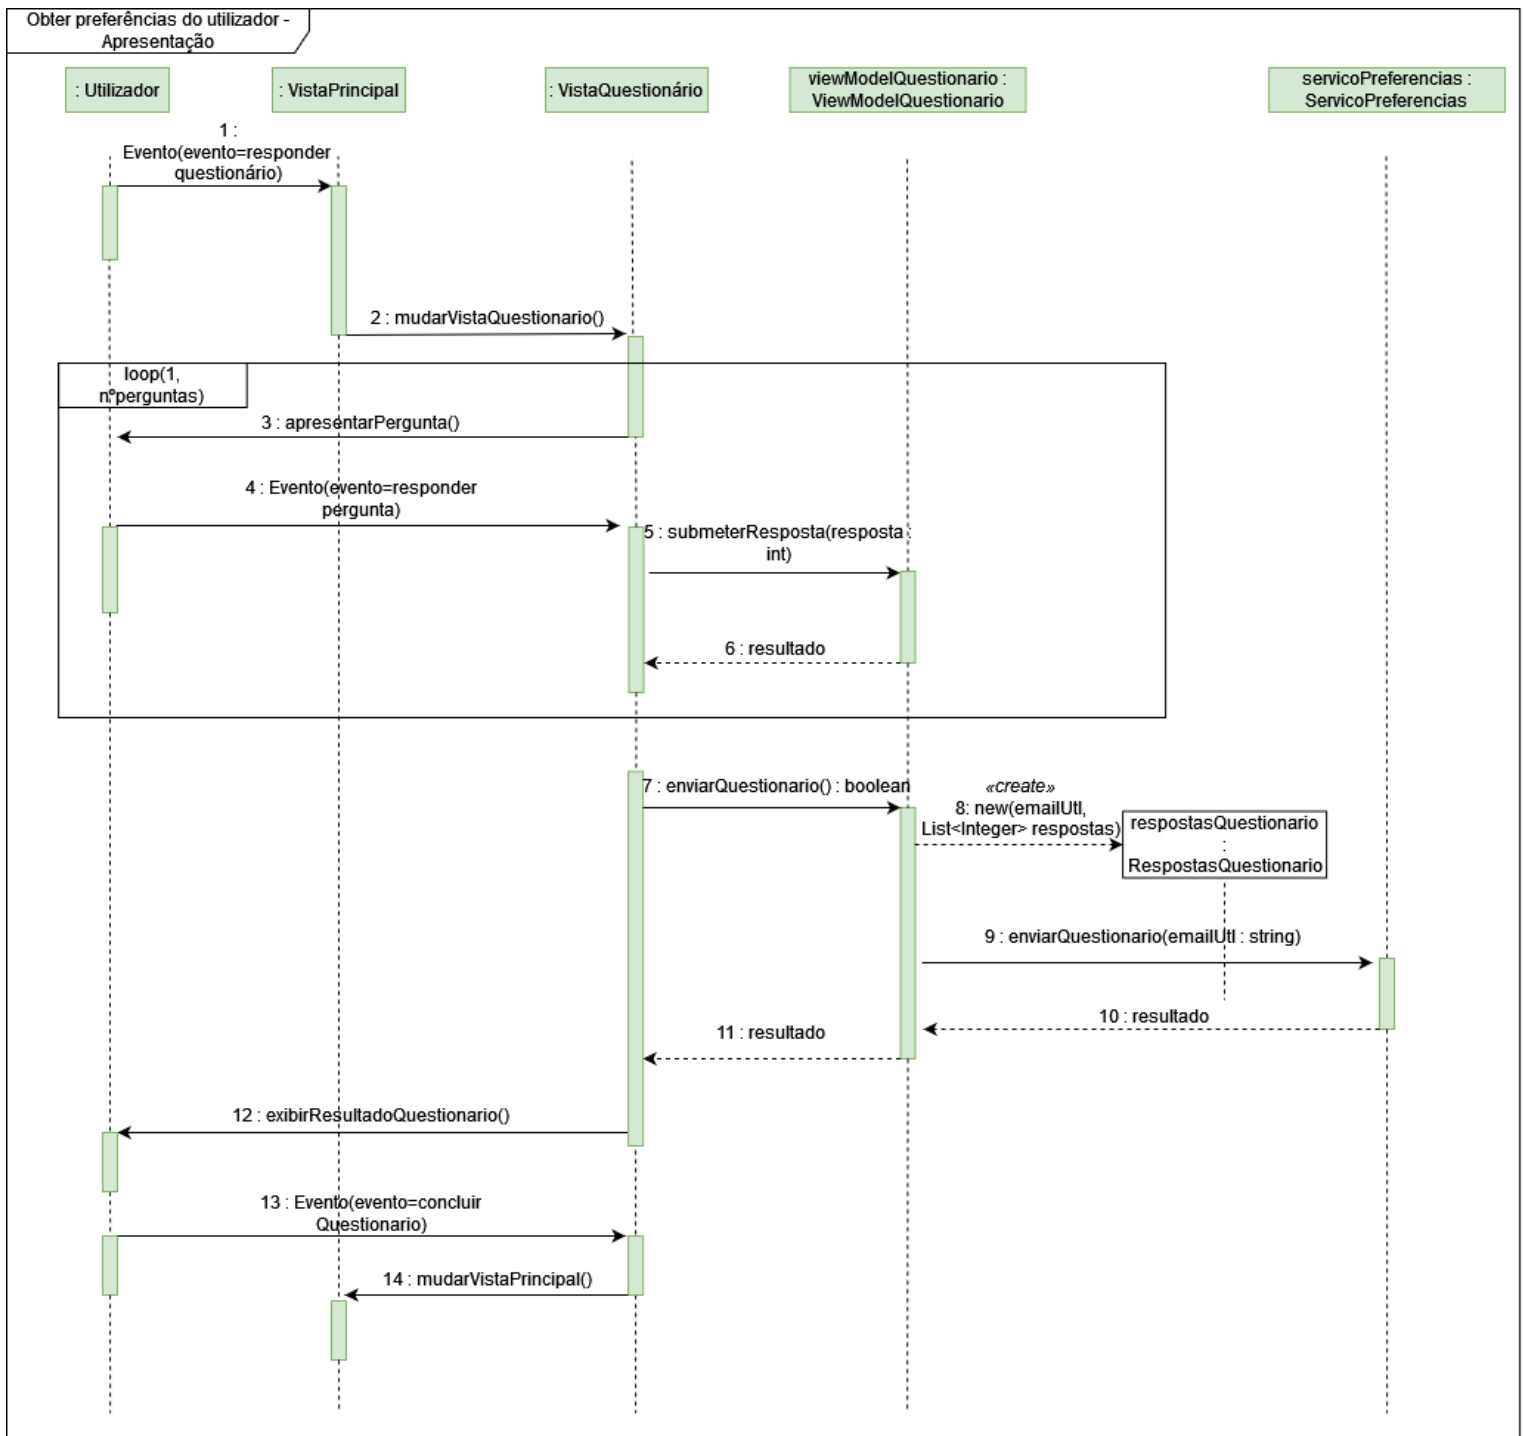 Obter preferências do utilizador -
Apresentação
: Utilizador
: VistaPrincipal
: VistaQuestionário
viewModelQuestionario :
ViewModelQuestionario
servicoPreferencias :
ServicoPreferencias
1 :
Evento(evento=responder
questionário)
2 : mudarVistaQuestionario()
loop(1,
nºperguntas)
3 : apresentarPergunta()
4 : Evento(evento=responder
pergunta)
5 : submeterResposta(resposta :
int)
6 : resultado
7 : enviarQuestionario() : boolean
«create»
8: new(emailUtl,
List<Integer> respostas)
respostasQuestionario
:
RespostasQuestionario
9 : enviarQuestionario(emailUtl : string)
10 : resultado
11 : resultado
12 : exibirResultadoQuestionario()
13 : Evento(evento=concluir
Questionario)
14 : mudarVistaPrincipal()